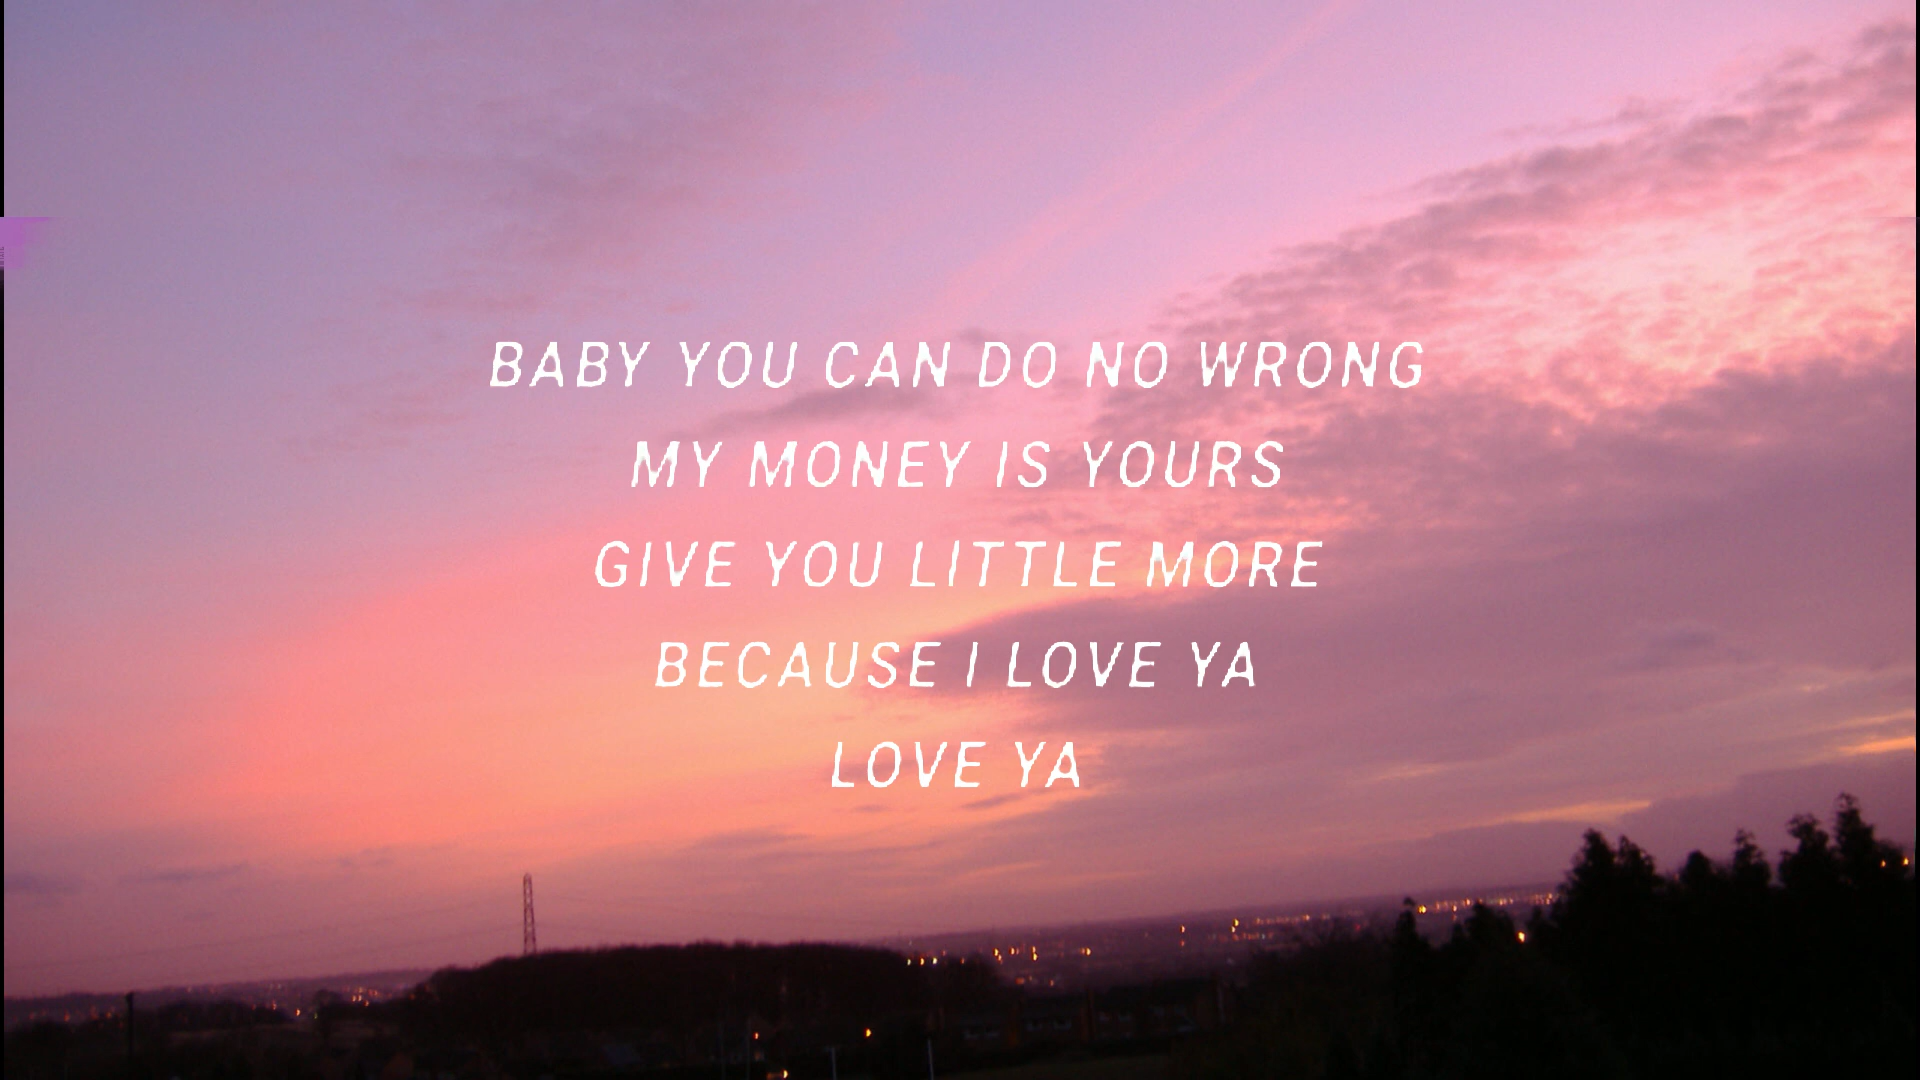 BABY YOU CAN DO NO WRONG
MY MONEY IS YOURS
GIVE YOU LITTLE MORE
BECAUSE I LOVE YA
LOVE YA